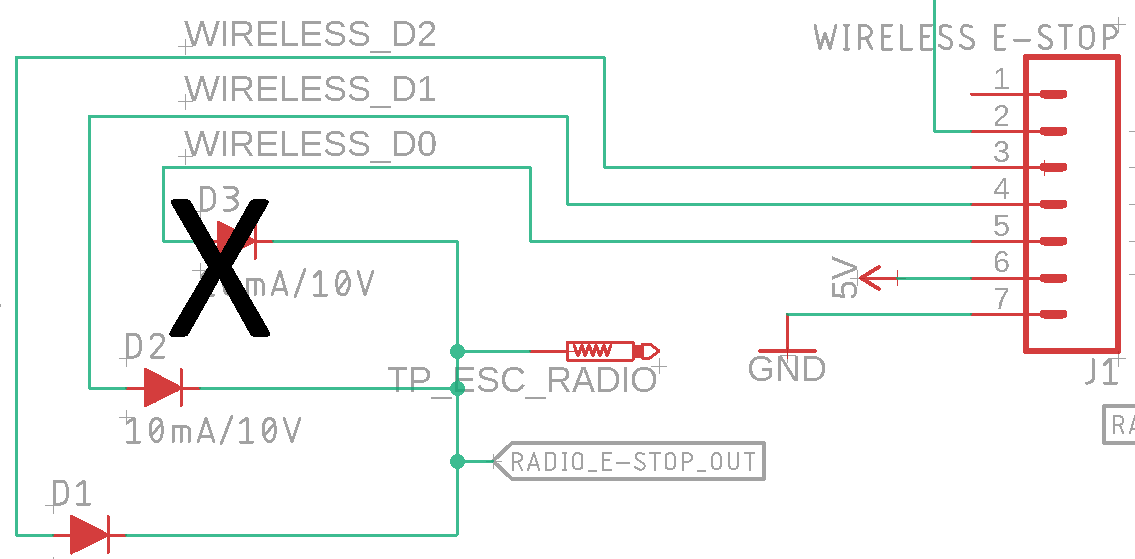 WIRELESS_D2
WIRELESS E-STOP
WIRELESS_D1
1
2
WIRELESS_D0
3
4
D3
5
mA/10V
5V
6
7
D2
GND
TP_ESC_RADIO
J1
10mA/10V
RA
RADIO_E-STOP_OUT
D1